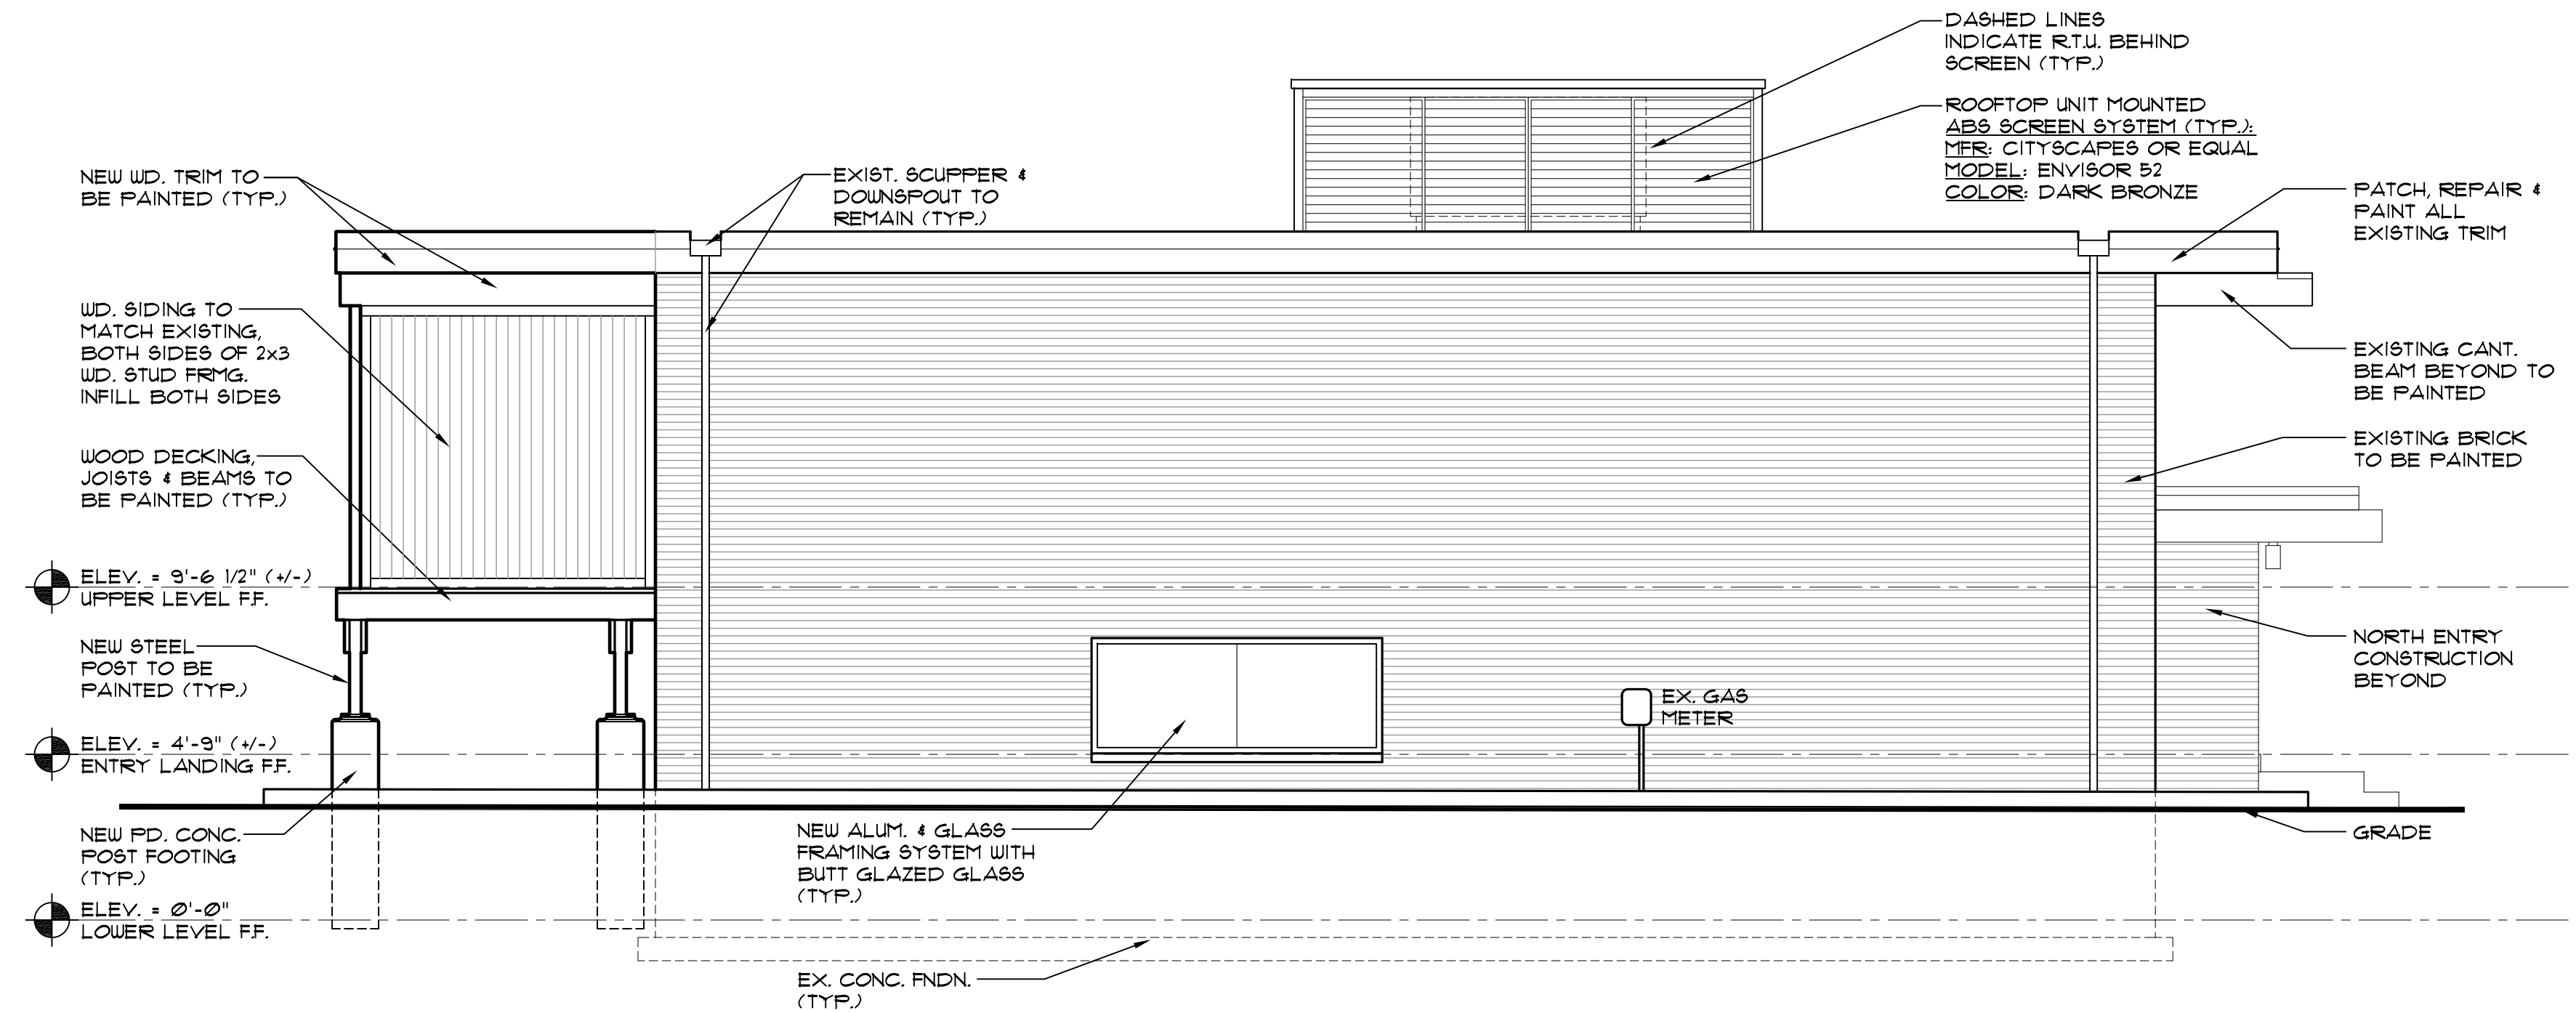 DASHED LINES
INDICATE R.T.U. BEHIND
SCREEN (TYP.)
ROOFTOP UNIT MOUNTED
ABS SCREEN SYSTEM (TYP.):
MFR: CITYSCAPES OR EQUAL
MODEL: ENVISOR 52
COLOR: DARK BRONZE
NEW WD. TRIM TO
BE PAINTED (TYP.)
EXIST. SCUPPER &
DOWNSPOUT TO
REMAIN (TYP.)
PATCH, REPAIR &
PAINT ALL
EXISTING TRIM
WD. SIDING TO
MATCH EXISTING,
BOTH SIDES OF 2x3
WD. STUD FRMG.
INFILL BOTH SIDES
EXISTING CANT.
BEAM BEYOND TO
BE PAINTED
WOOD DECKING,
JOISTS & BEAMS TO
BE PAINTED (TYP.)
EXISTING BRICK
TO BE PAINTED
ELEV. = 9'-6 1/2" (+/-)
UPPER LEVEL F.F.
NEW STEEL
POST TO BE
PAINTED (TYP.)
NORTH ENTRY
CONSTRUCTION
BEYOND
EX. GAS
METER
ELEV. = 4'-9" (+/-)
ENTRY LANDING F.F.
NEW PD. CONC.
POST FOOTING
(TYP.)
NEW ALUM. & GLASS
FRAMING SYSTEM WITH
BUTT GLAZED GLASS
(TYP.)
GRADE
ELEV. = Ø'-Ø"
LOWER LEVEL F.F.
EX. CONC. FNDN.
(TYP.)